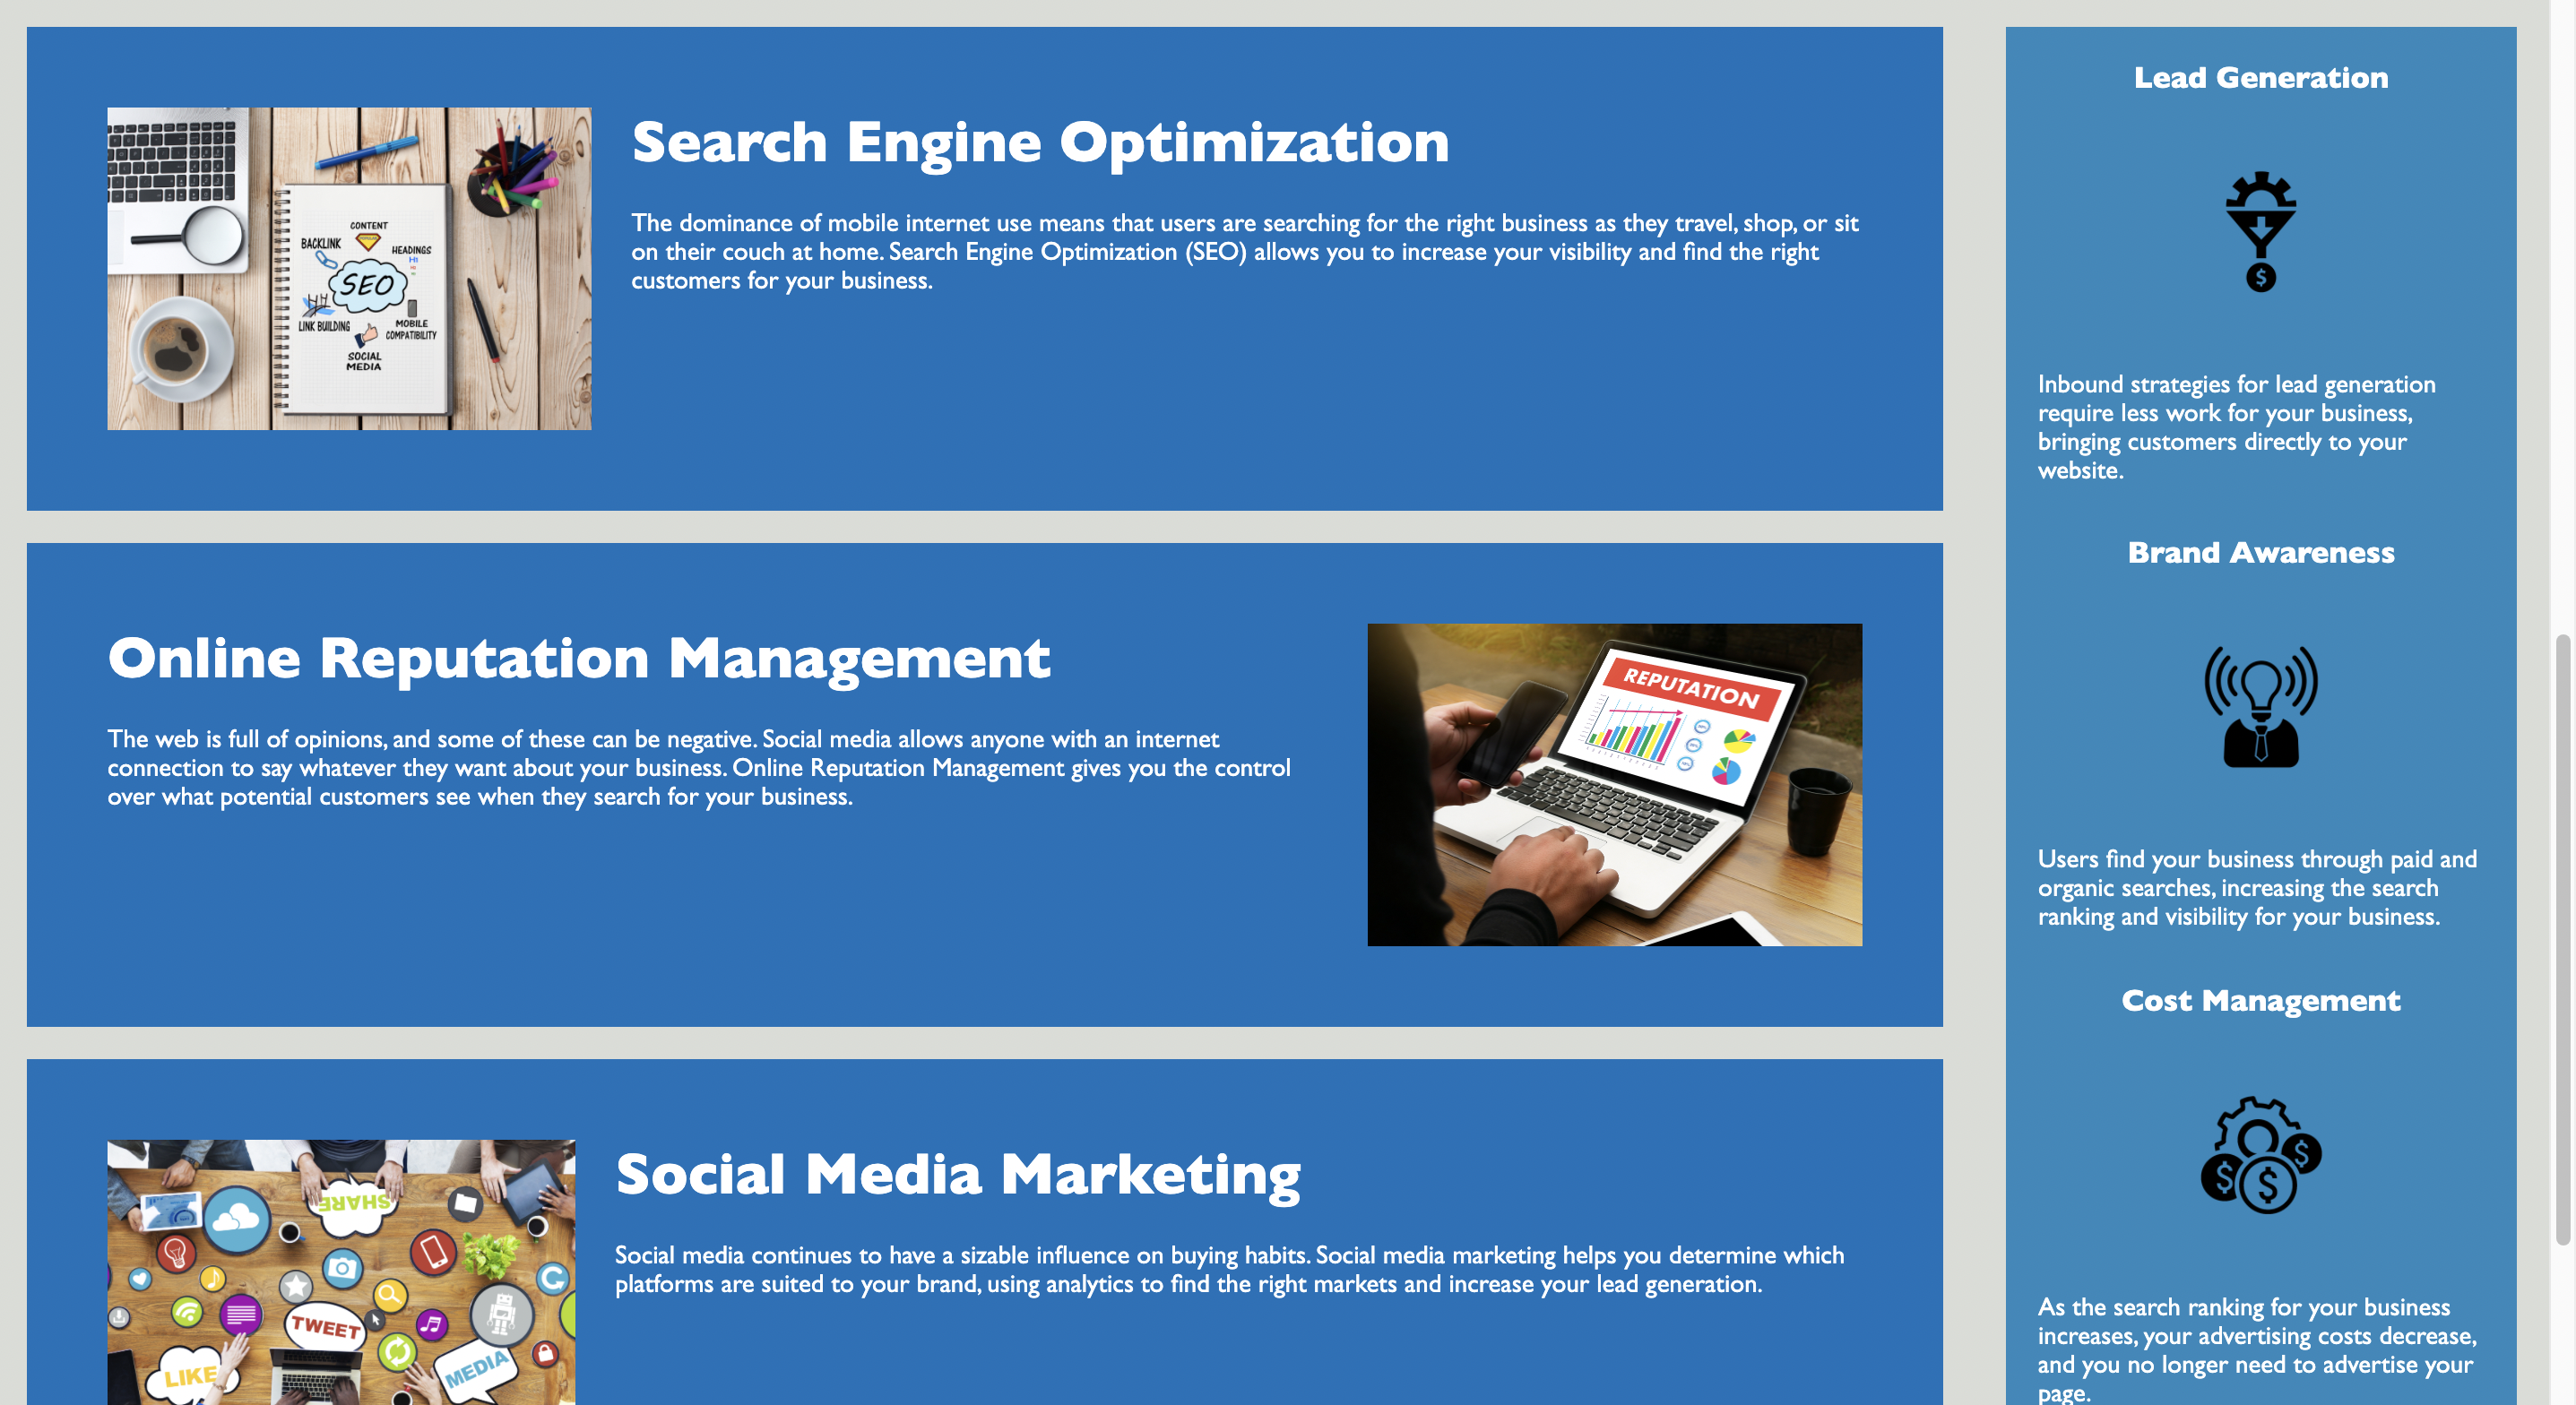 Search Engine Optimization
The dominance of mobile internet use means that users are searching for the right business as they travel, shop, or sit
on their couch at home. Search Engine Optimization (SEO) allows you to increase your visibility and find the right
customers for your business.
CONTENT
BACKLINK
HEADINGS
H1
SEO
LINK BUILDING
MOBILE
COMPATIBILITY
SOCIAL
MEDIA
Online Reputation Management
The web is full of opinions, and some of these can be negative. Social media allows anyone with an internet
connection to say whatever they want about your business. Online Reputation Management gives you the control
over what potential customers see when they search for your business.
REPUTATION
Social Media Marketing
Social media continues to have a sizable influence on buying habits. Social media marketing helps you determine which
platforms are suited to your brand, using analytics to find the right markets and increase your lead generation.
SHARE
TWEET
LIKE
MEDIA
Lead Generation
$
Inbound strategies for lead generation
require less work for your business,
bringing customers directly to your
website.
Brand Awareness
Users find your business through paid and
organic searches, increasing the search
ranking and visibility for your business.
Cost Management
$
$ $
As the search ranking for your business
increases, your advertising costs decrease,
and you no longer need to advertise your
page.